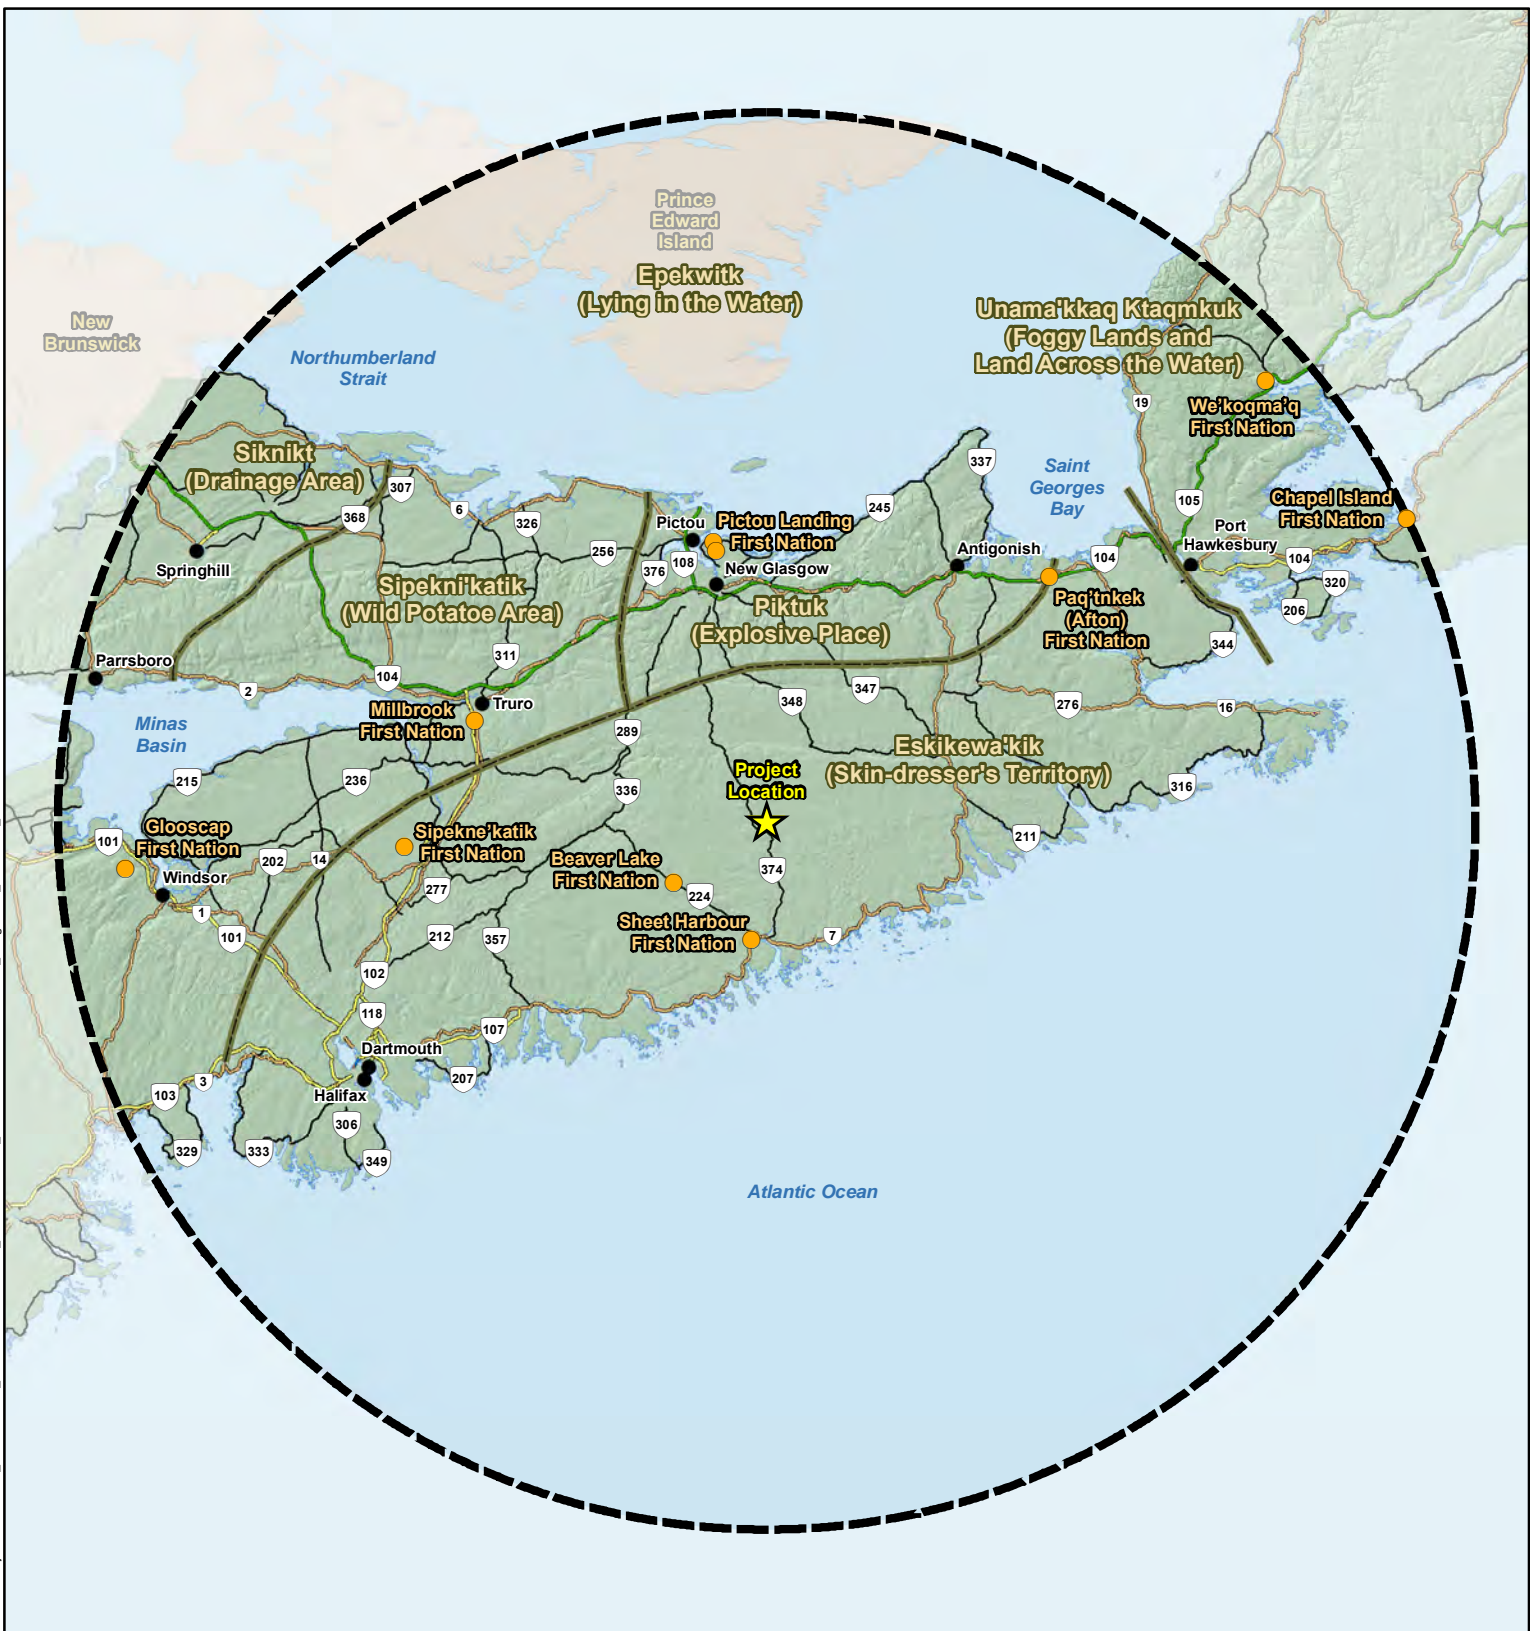 Prince
Edward
Island
Epekwitk
(Lying in the Water)
New
Brunswick
Northumberland
Strait
Unama'kkaq Ktaqmkuk
(Foggy Lands and
Land Across the Water)
19
We'koqma'q
First Nation
Siknikt
(Drainage Area)
307
368
6
326
337
245
Saint
Georges
Bay
105
Chapel Island
First Nation
Pictou
Pictou Landing
First Nation
Port
Hawkesbury
256
376
108
New Glasgow
Antigonish
104
104
320
206
Springhill
Sipekni'katik
(Wild Potatoe Area)
Piktuk
(Explosive Place)
Paq'tnkek
(Afton)
First Nation
344
Parrsboro
311
104
2
Truro
Millbrook
First Nation
Minas
Basin
289
348
347
276
16
Eskikewa'kik
(Skin-dresser's Territory)
215
236
336
Project
Location
316
211
101
Glooscap
First Nation
202
14
Sipekne'katik
First Nation
Windsor
277
Beaver Lake
First Nation
224
374
1
101
212
357
Sheet Harbour
First Nation
7
102
118
107
Dartmouth
207
3
103
Halifax
306
329
333
349
Atlantic Ocean